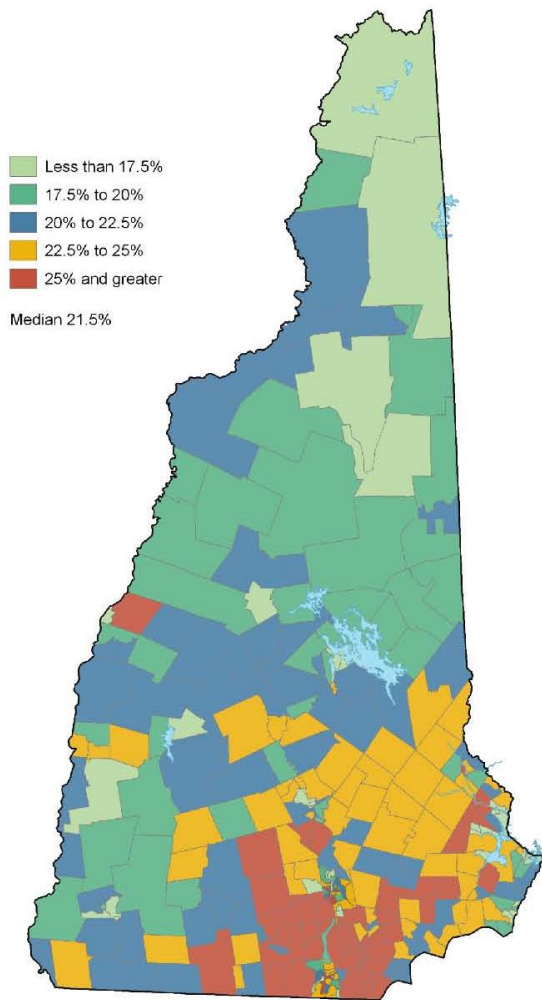 Less than 17.5%
17.5% to 20%
20% to 22.5%
22.5% to 25%
25% and greater
Median 21.5%